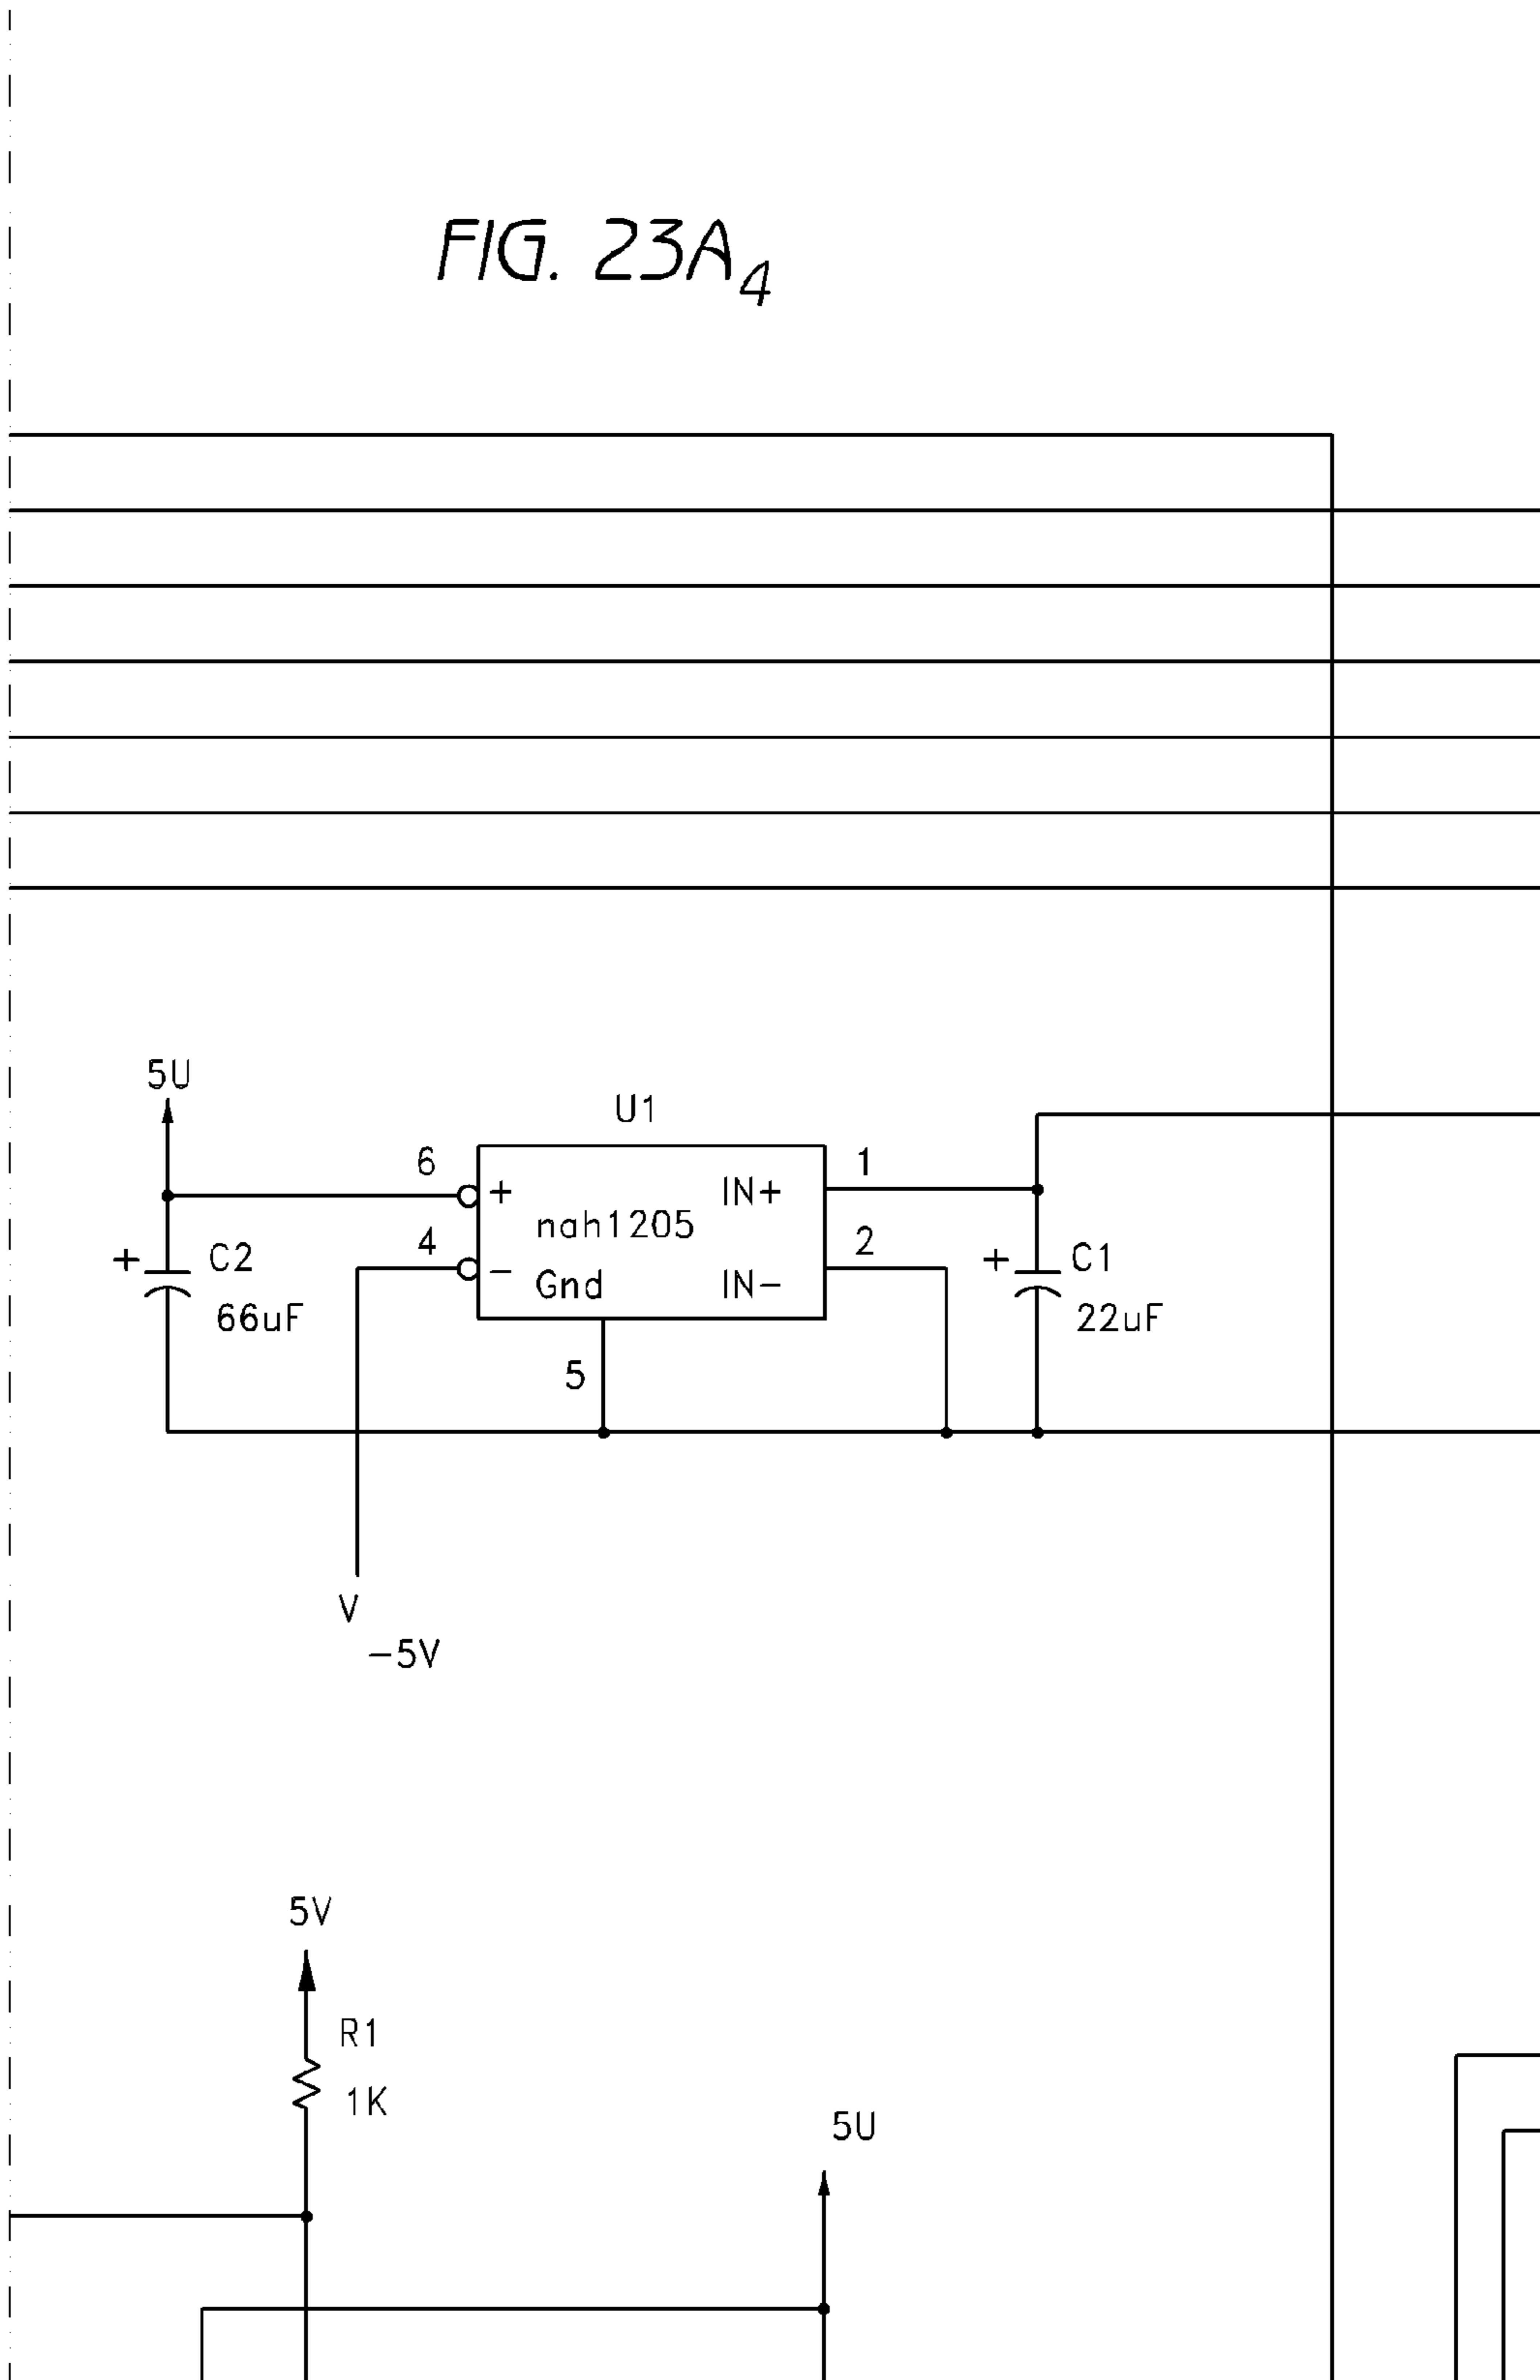 FIG. 23A4
5U
U1
6
+
IN+
1
nah1205
4
-
Gnd
IN-
2
+
C2
66uF
+
C1
22uF
5
V
-5V
5V
R1
1K
5U